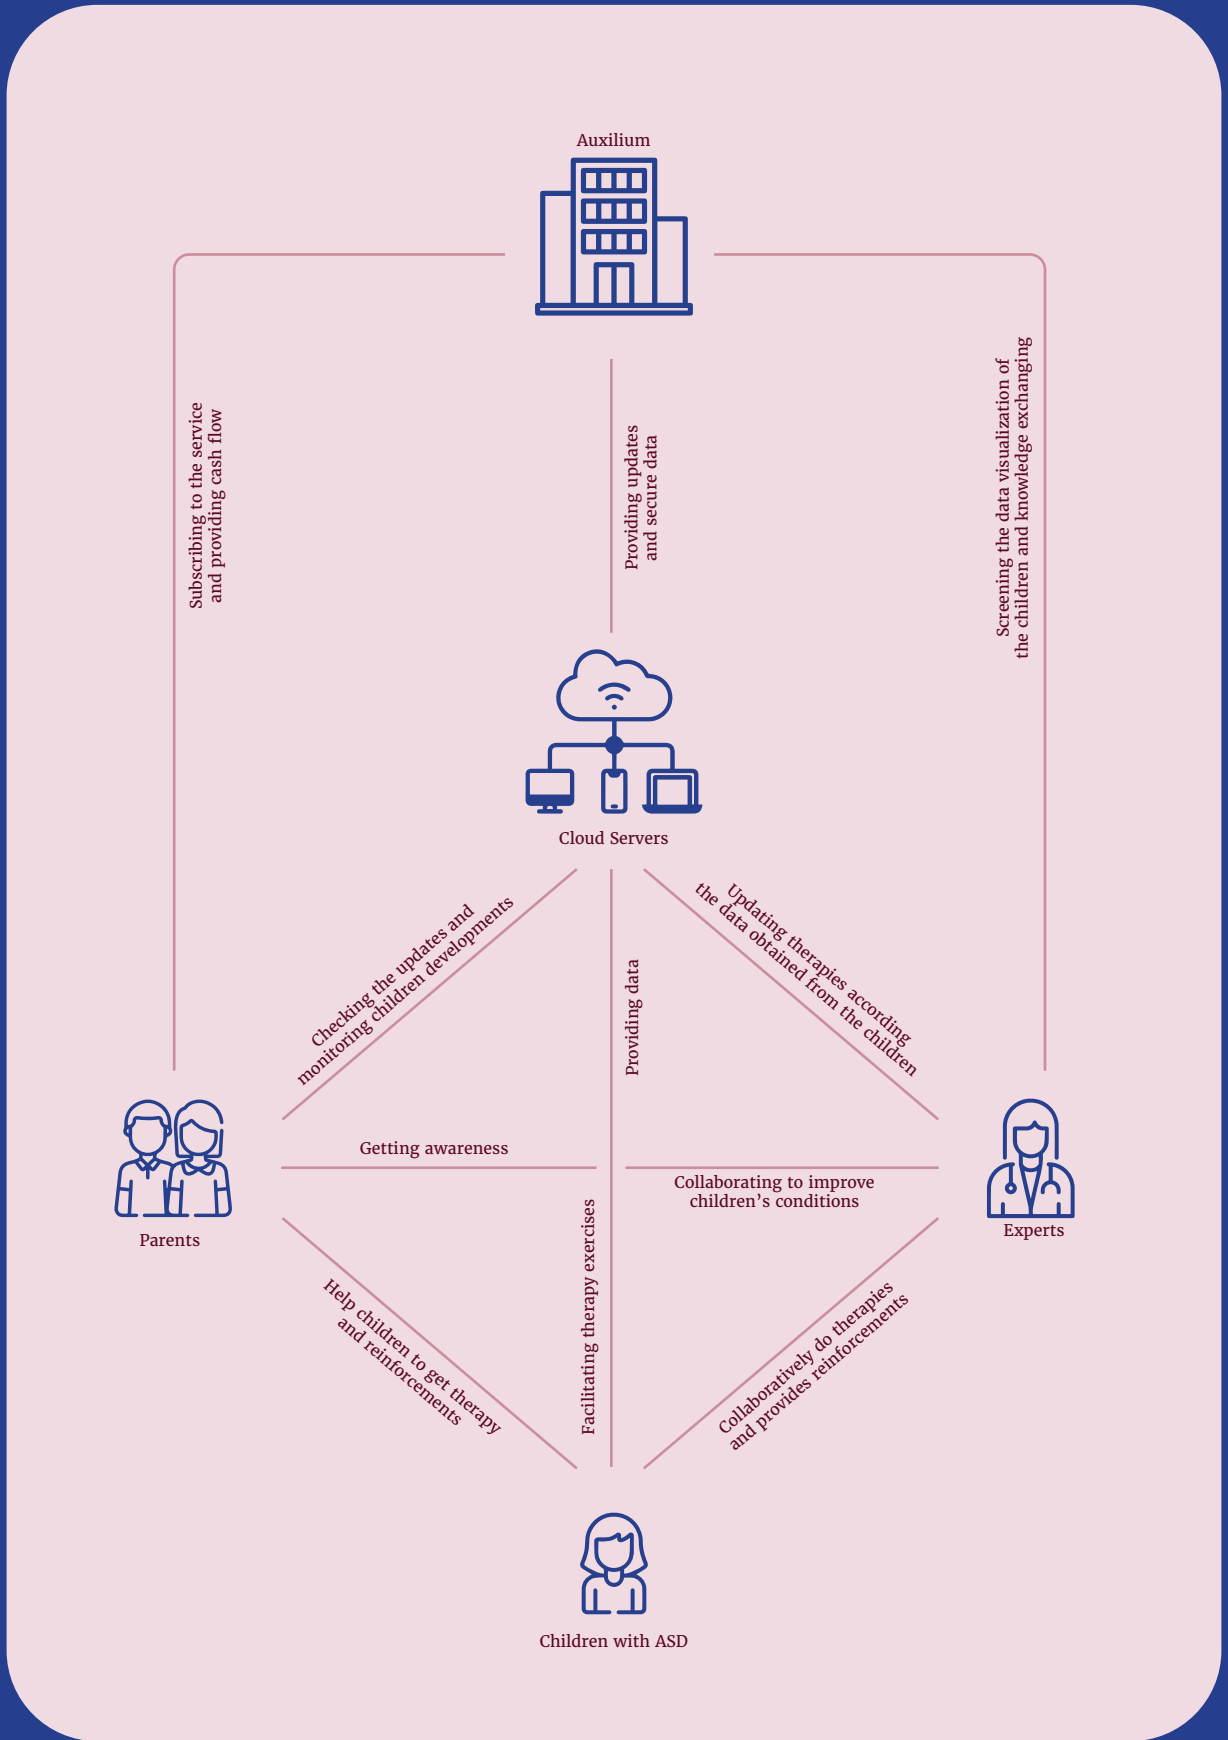 Auxilium
Subscribing to the service
and providing cash flow
Providing updates
and secure data
Screening the data visualization of
the children and knowledge exchanging
Cloud Servers
Checking the updates and
monitoring children developments
Providing data
Updating therapies according
the data obtained from the children
Getting awareness
Collaborating to improve
children’s conditions
Parents
Experts
Help children to get therapy
and reinforcements
Facilitating therapy exercises
Collaboratively do therapies
and provides reinforcements
Children with ASD